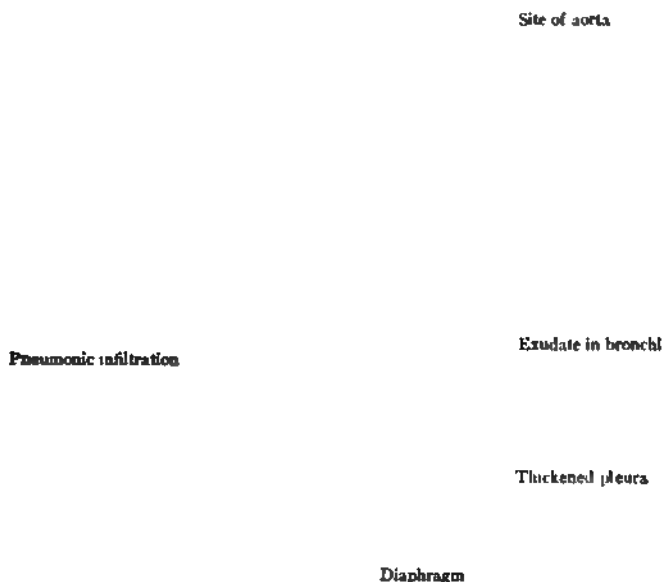 Site of aorta
Exudate in bronchi
Pneumonic infiltration
Thickened pleura
Diaphragm